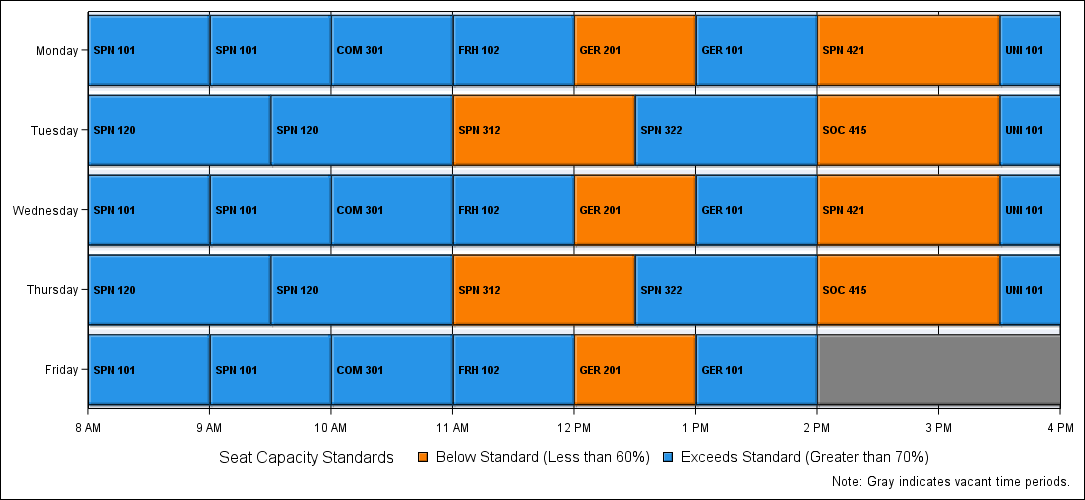 Monday SPN 101 SPN 101 COM 301 FRH 102 GER 201 GER 101 SPN 421 UNI 101
Tuesday SPN 120 SPN 120 SPN 312 SPN 322 SOC 415 UNI 101
Wednesday SPN 101 SPN 101 COM 301 FRH 102 GER 201 GER 101 SPN 421 UNI 101
Thursday SPN 120 SPN 120 SPN 312 SPN 322 SOC 415 UNI 101
Friday SPN 101 SPN 101 COM 301 FRH 102 GER 201 GER 101
8 AM 9 AM 10 AM 11 AM 12 PM 1 PM 2 PM 3 PM 4 PM
Seat Capacity Standards Below Standard (Less than 60%) Exceeds Standard (Greater than 70%)
Note: Gray indicates vacant time periods.